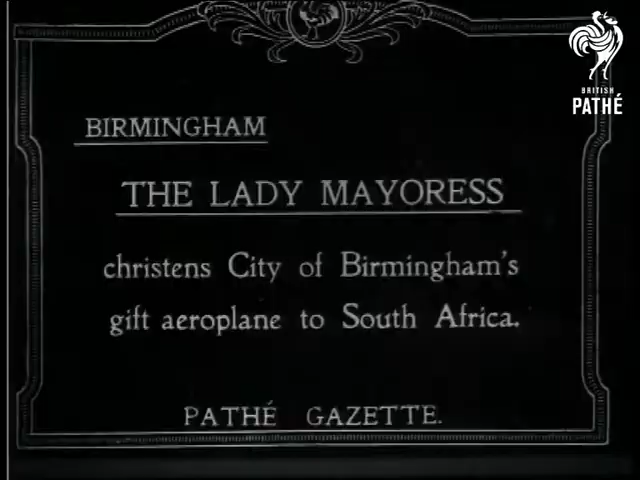 BRITISH
PATHÉ
BIRMINGHAM
THE LADY MAYORESS
christens City of Birmingham's
gift aeroplane to South Africa.
PATHÉ GAZETTE.